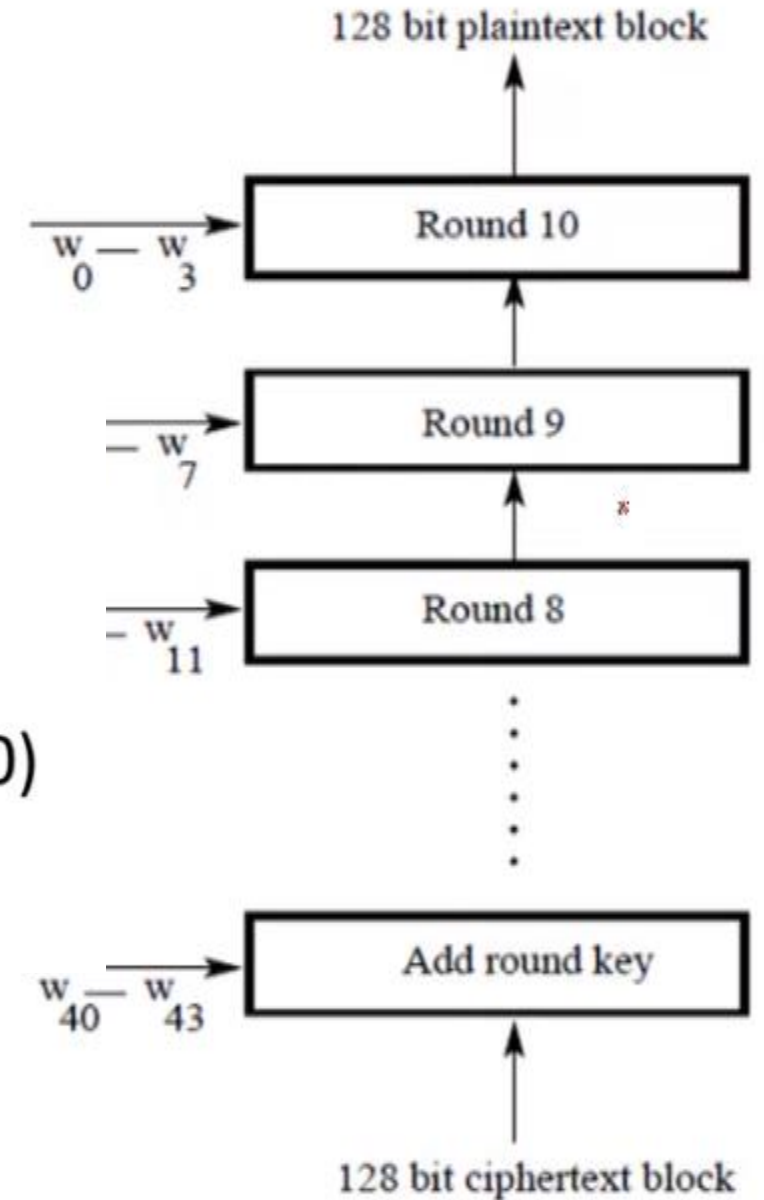 128 bit plaintext block
Round 10
w0 — w3
Round 9
— w7
Round 8
– w11
0)
Add round key
w40 — w43
128 bit ciphertext block